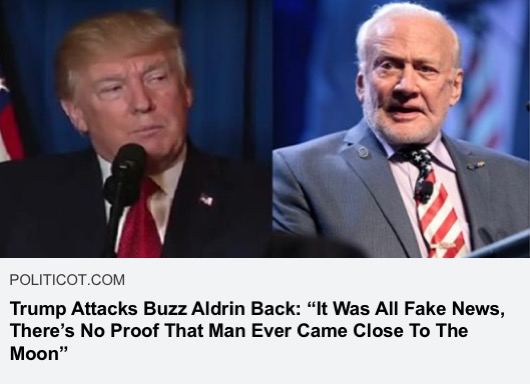 POLITICOT.COM
Trump Attacks Buzz Aldrin Back: “It Was All Fake News,
There’s No Proof That Man Ever Came Close To The
Moon”